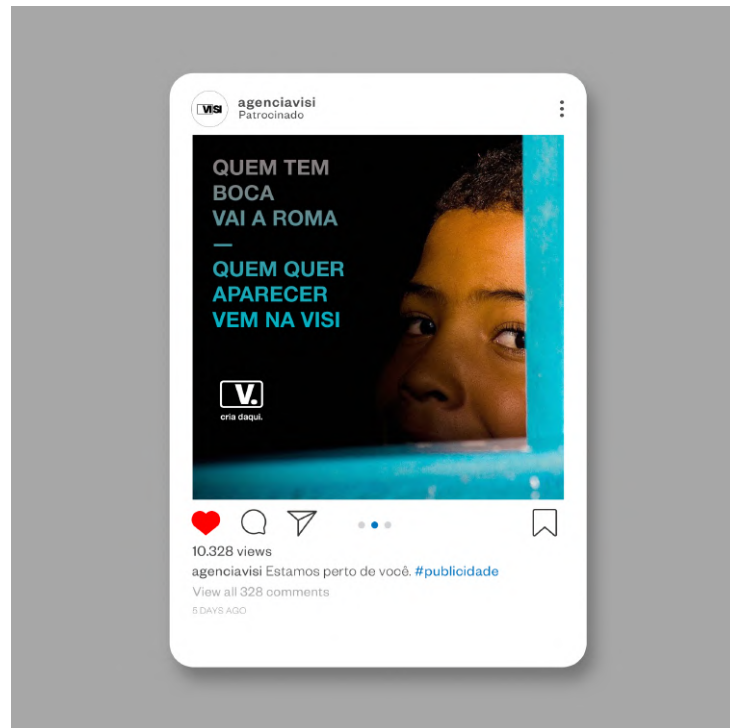 VISI
agenciavisi
Patrocinado
QUEM TEM
BOCA
VAI A ROMA
—
QUEM QUER
APARECER
VEM NA VISI
V.
cria daqui.
10.328 views
agenciavisi Estamos perto de você. #publicidade
View all 328 comments
5 DAYS AGO